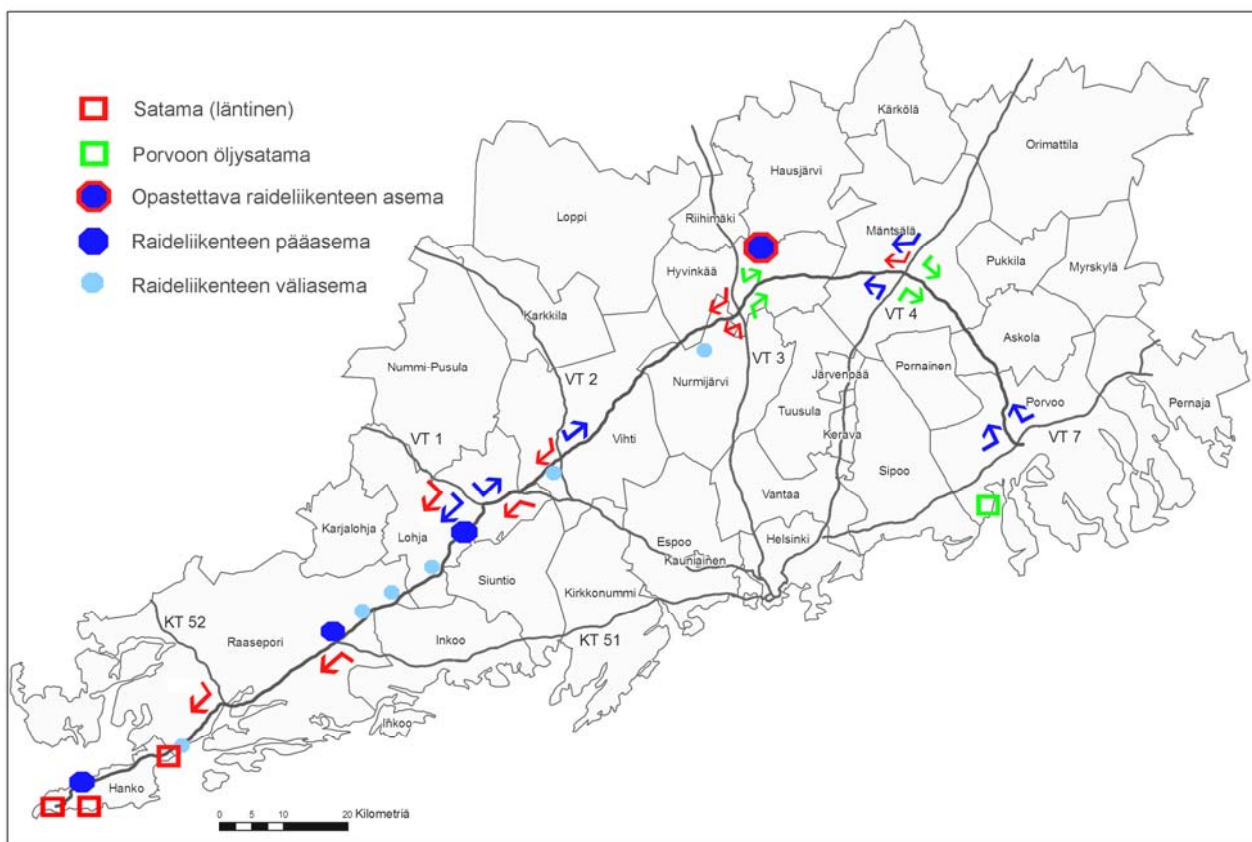 Satama (läntinen)
Porvoon öljysatama
Opastettava raideliikenteen asema
Raideliikenteen pääasema
Raideliikenteen väliasema
Kärkölä
Orimattila
Hausjärvi
Loppi
Riihimäki
Mäntsälä
Pukkila
Myrskylä
Hyvinkää
Karkkila
VT 4
Askola
Nummi-Pusula
VT 2
VT 3
Järvenpää
Pornainen
Nurmijärvi
Tuusula
Porvoo
Pernaja
VT 1
Vihti
Kerava
VT 7
Sipoo
Vantaa
Karjalohja
Lohja
Espoo
Helsinki
Kauniainen
Siuntio
Kirkkonummi
KT 52
Raasepori
Inkoo
KT 51
Inkoo
Hanko
0 5 10 20 Kilometriä